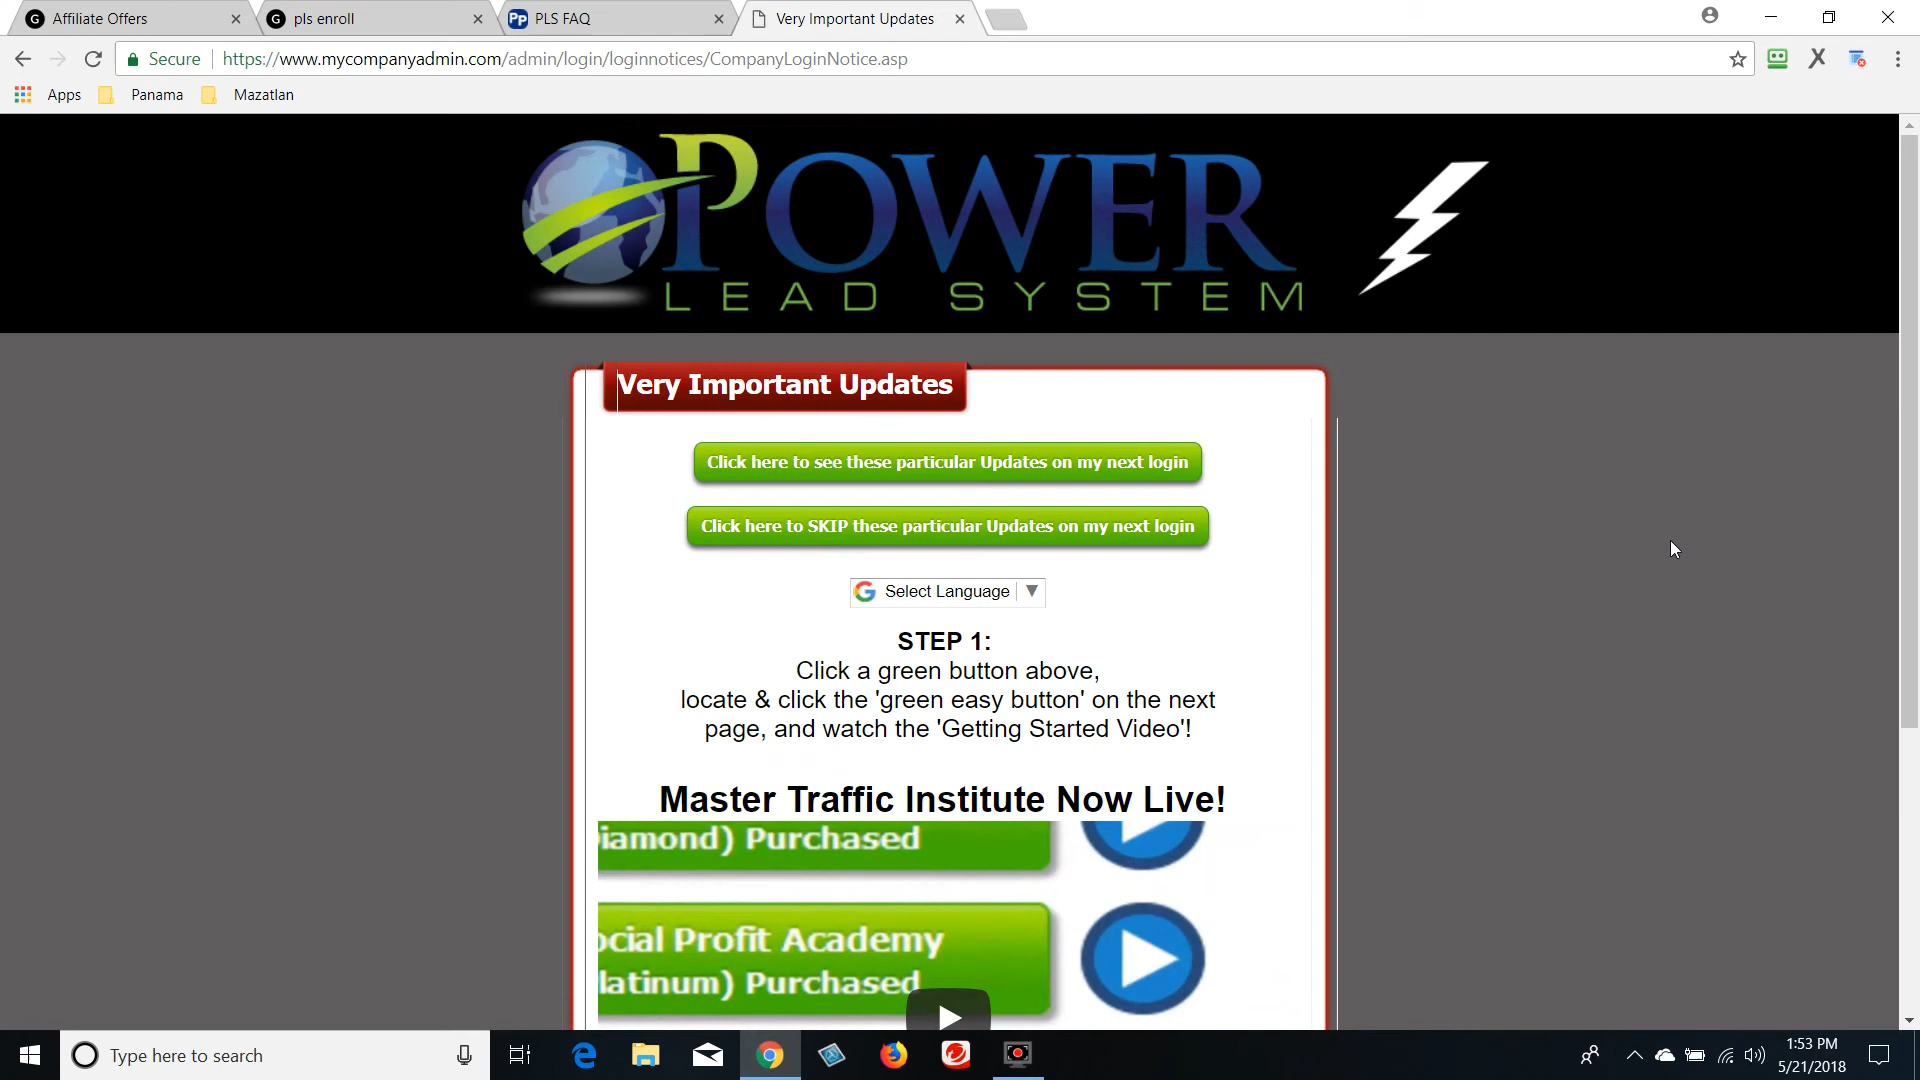 Affiliate Offers
pls enroll
PLS FAQ
Very Important Updates
Secure
https://www.mycompanyadmin.com/admin/login/loginnotices/CompanyLoginNotice.asp
Apps
Panama
Mazatlan
POWER
LEAD SYSTEM
Very Important Updates
Click here to see these particular Updates on my next login
Click here to SKIP these particular Updates on my next login
Select Language
STEP 1:
Click a green button above,
locate & click the 'green easy button' on the next
page, and watch the 'Getting Started Video'!
Master Traffic Institute Now Live!
iamond) Purchased
ocial Profit Academy
latinum) Purchased
Type here to search
1:53 PM
5/21/2018